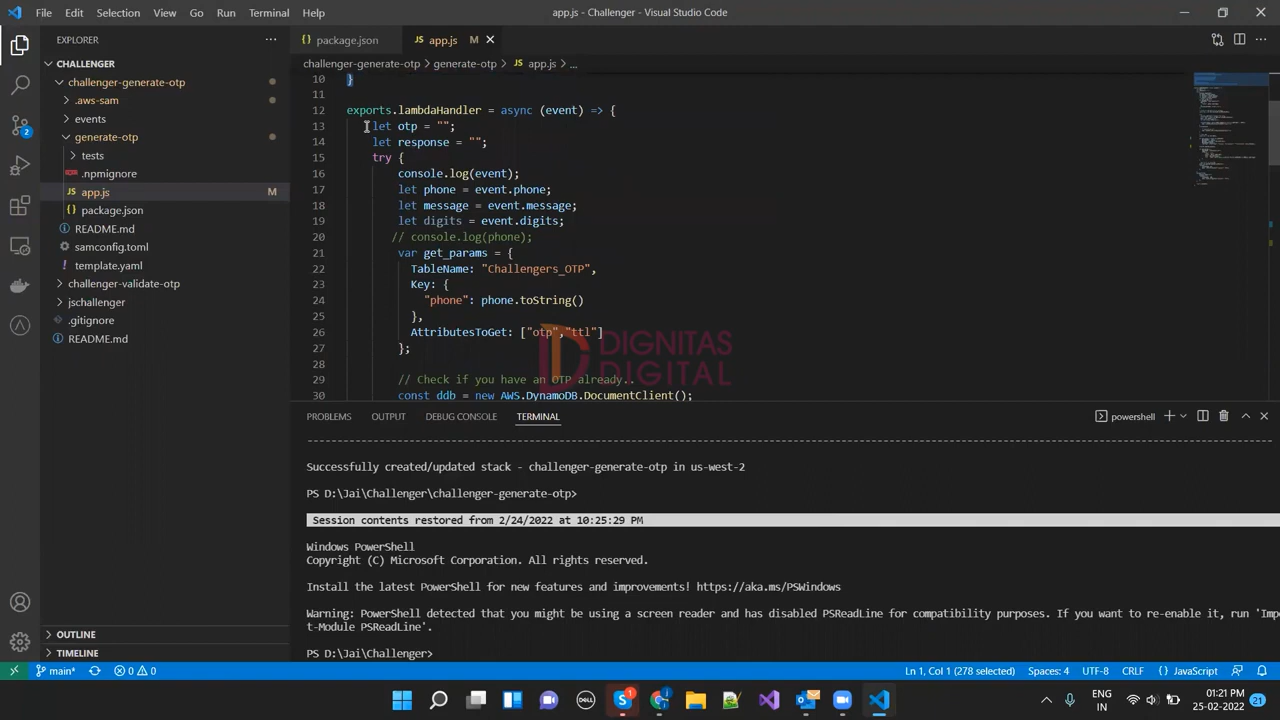 File Edit Selection View Go Run Terminal Help
app.js - Challenger - Visual Studio Code
EXPLORER
CHALLENGER
challenger-generate-otp
.aws-sam
events
generate-otp
tests
.npmignore
app.js M
package.json
README.md
samconfig.toml
template.yaml
challenger-validate-otp
jschallenger
.gitignore
README.md
OUTLINE
TIMELINE
2
package.json
app.js M
challenger-generate-otp > generate-otp > app.js > ...
10 }
11
12 exports.lambdaHandler = async (event) => {
13 let otp = "";
14 let response = "";
15 try {
16 console.log(event);
17 let phone = event.phone;
18 let message = event.message;
19 let digits = event.digits;
20 // console.log(phone);
21 var get_params = {
22 TableName: "Challengers_OTP",
23 Key: {
24 "phone": phone.toString()
25 },
26 AttributesToGet: ["otp","ttl"]
27 };
28
29 // Check if you have an OTP already..
30 const ddb = new AWS.DynamoDB.DocumentClient();
DIGNITAS
DIGITAL
PROBLEMS OUTPUT DEBUG CONSOLE TERMINAL
powershell
Successfully created/updated stack - challenger-generate-otp in us-west-2
PS D:\Jai\Challenger\challenger-generate-otp>
Session contents restored from 2/24/2022 at 10:25:29 PM
Windows PowerShell
Copyright (C) Microsoft Corporation. All rights reserved.
Install the latest PowerShell for new features and improvements! https://aka.ms/PSWindows
Warning: PowerShell detected that you might be using a screen reader and has disabled PSReadLine for compatibility purposes. If you want to re-enable it, run 'Impor
t-Module PSReadLine'.
PS D:\Jai\Challenger>
main* 0 0
Ln 1, Col 1 (278 selected) Spaces: 4 UTF-8 CRLF {} JavaScript
DELL
S 1
ENG
IN
01:21 PM
25-02-2022
21